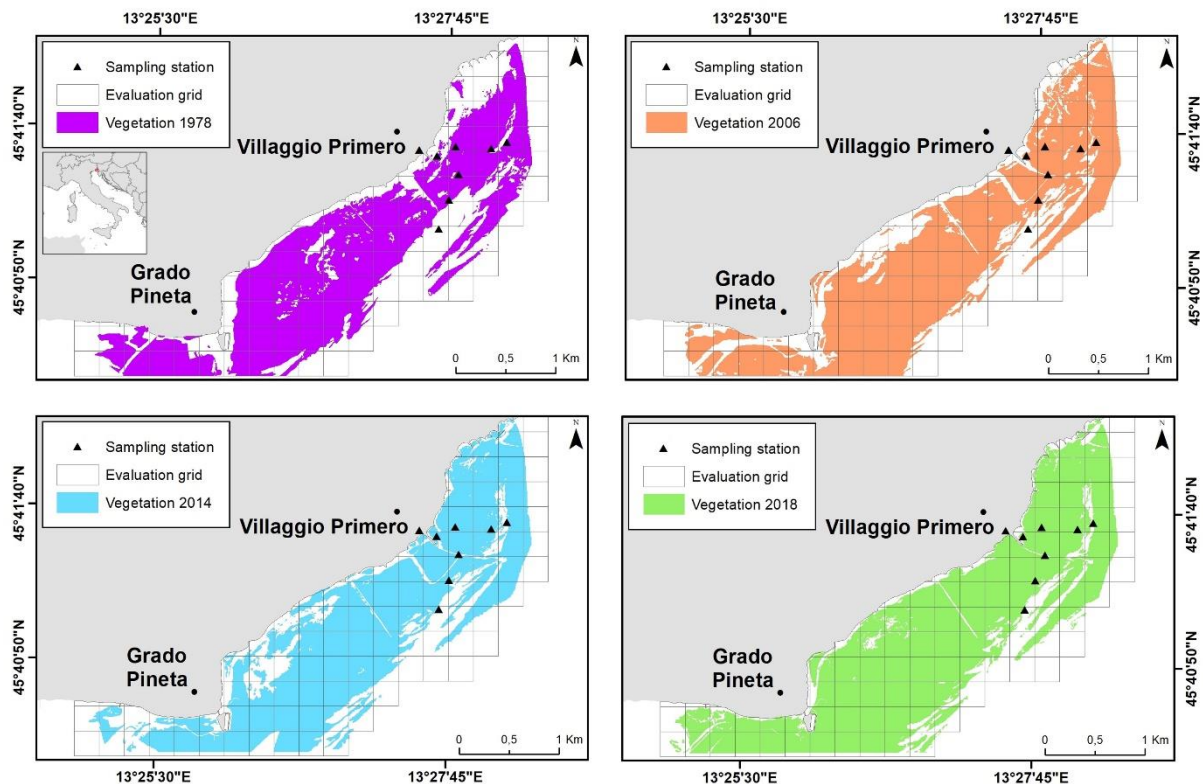 13°25'30"E
13°27'45"E
13°25'30"E
13°27'45"E
45°41'40"N
45°40'50"N
Sampling station
Evaluation grid
Vegetation 1978
N
Villaggio Primero
Grado
Pineta
0 0,5 1 Km
Sampling station
Evaluation grid
Vegetation 2006
N
Villaggio Primero
Grado
Pineta
0 0,5 1 Km
45°41'40"N
45°40'50"N
45°41'40"N
45°40'50"N
Sampling station
Evaluation grid
Vegetation 2014
N
Villaggio Primero
Grado
Pineta
0 0,5 1 Km
Sampling station
Evaluation grid
Vegetation 2018
N
Villaggio Primero
Grado
Pineta
0 0,5 1 Km
45°41'40"N
45°40'50"N
13°25'30"E
13°27'45"E
13°25'30"E
13°27'45"E